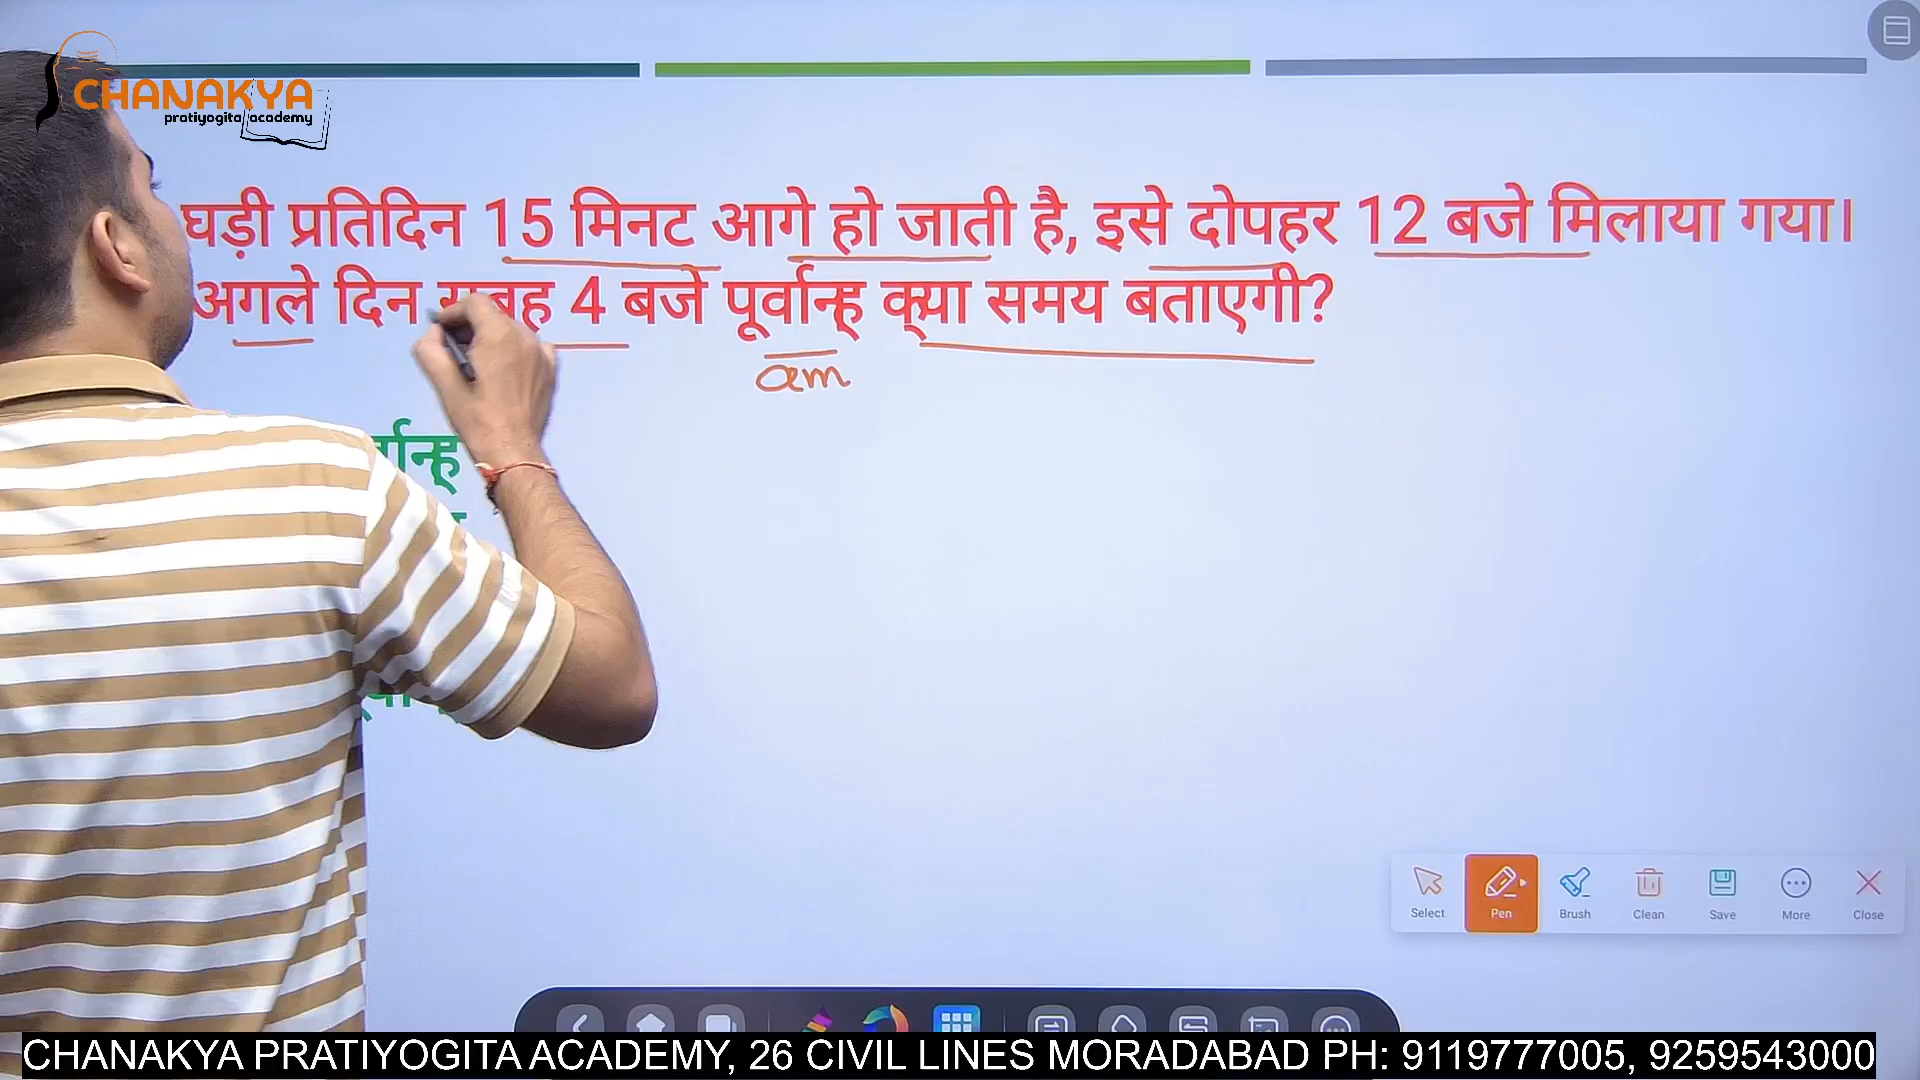 CHANAKYA
pratiyogita academy
घड़ी प्रतिदिन 15 मिनट आगे हो जाती है, इसे दोपहर 12 बजे मिलाया गया।
अगले दिन सुबह 4 बजे पूर्वान्ह् क्या समय बताएगी?
am
Select
Pen
Brush
Clean
Save
More
Close
CHANAKYA PRATIYOGITA ACADEMY, 26 CIVIL LINES MORADABAD PH: 9119777005, 9259543000